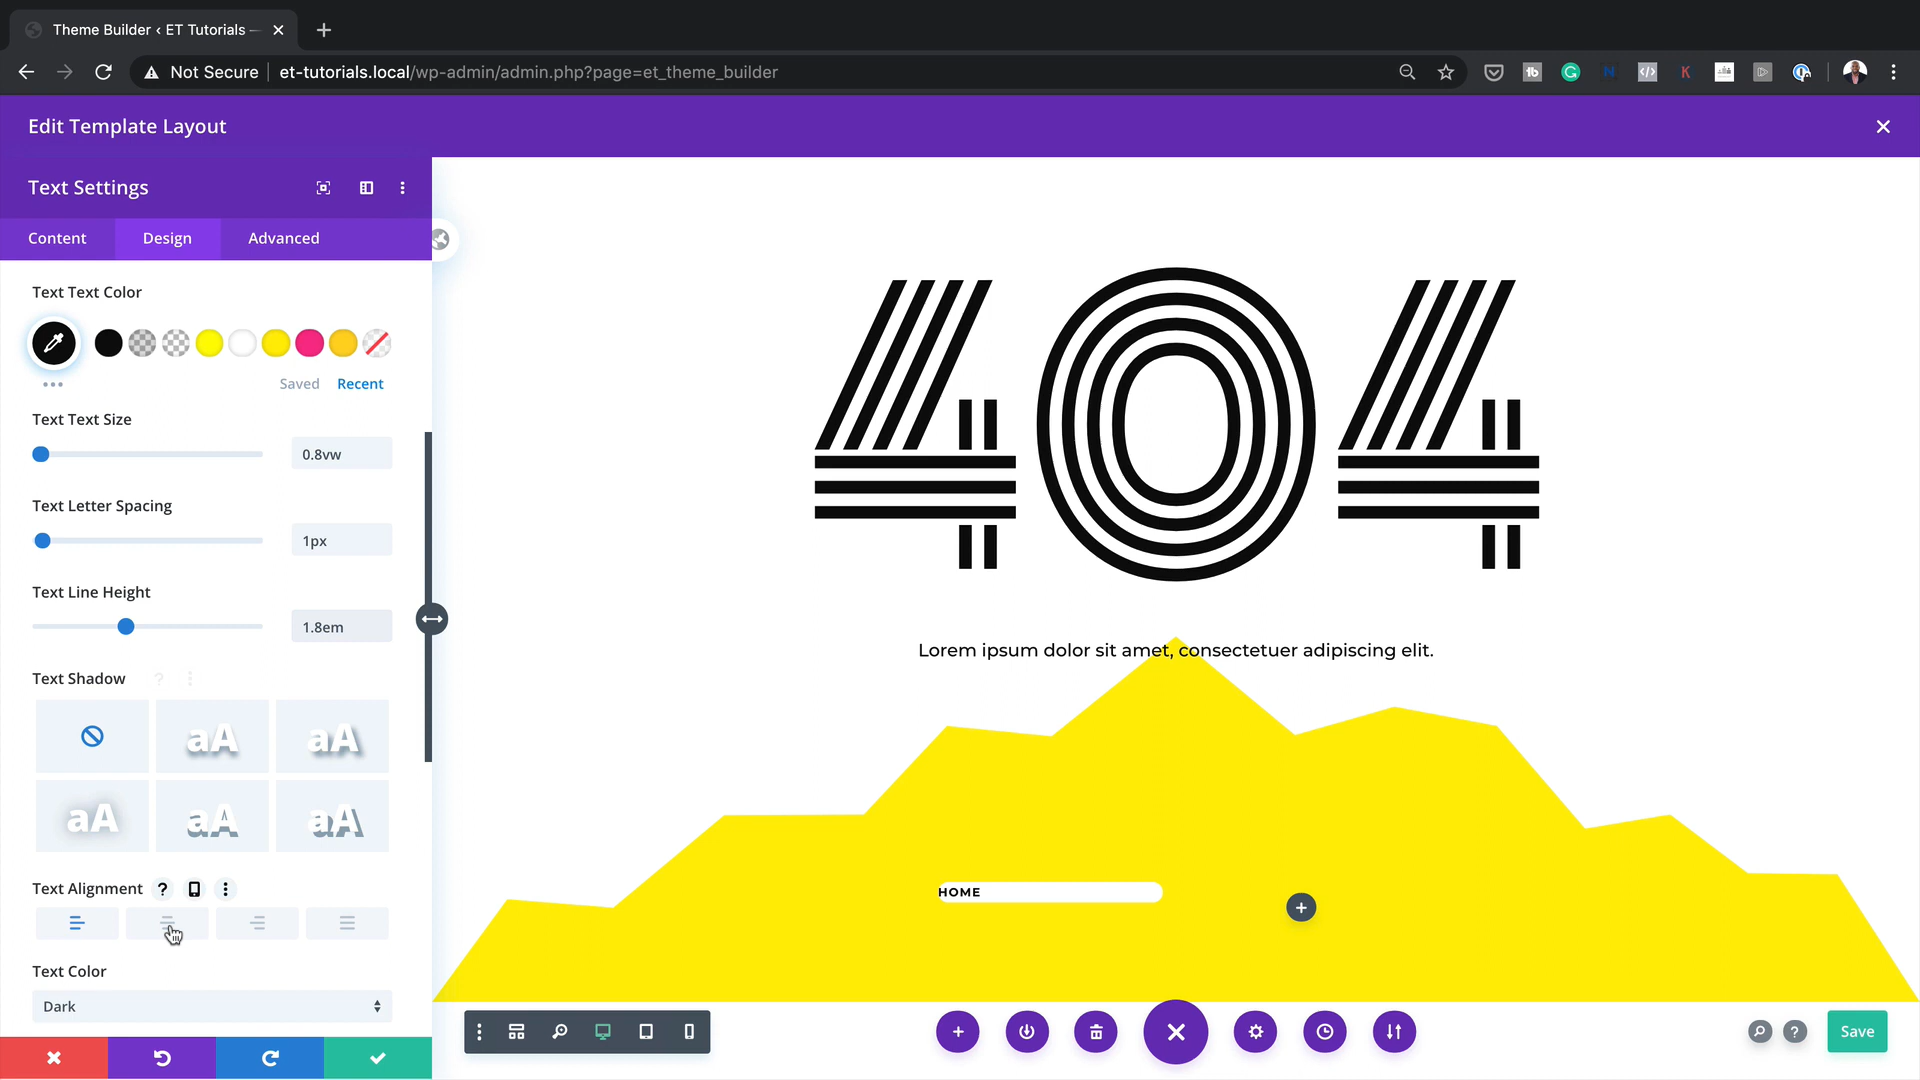 Theme Builder ‹ ET Tutorials —
Not Secure
et-tutorials.local/wp-admin/admin.php?page=et_theme_builder
Edit Template Layout
Text Settings
Content
Design
Advanced
Text Text Color
Saved
Recent
Text Text Size
0.8vw
Text Letter Spacing
1px
Text Line Height
1.8em
Text Shadow
?
aA
aA
aA
aA
aA
Text Alignment
?
Text Color
Dark
404
Lorem ipsum dolor sit amet, consectetuer adipiscing elit.
HOME
?
Save